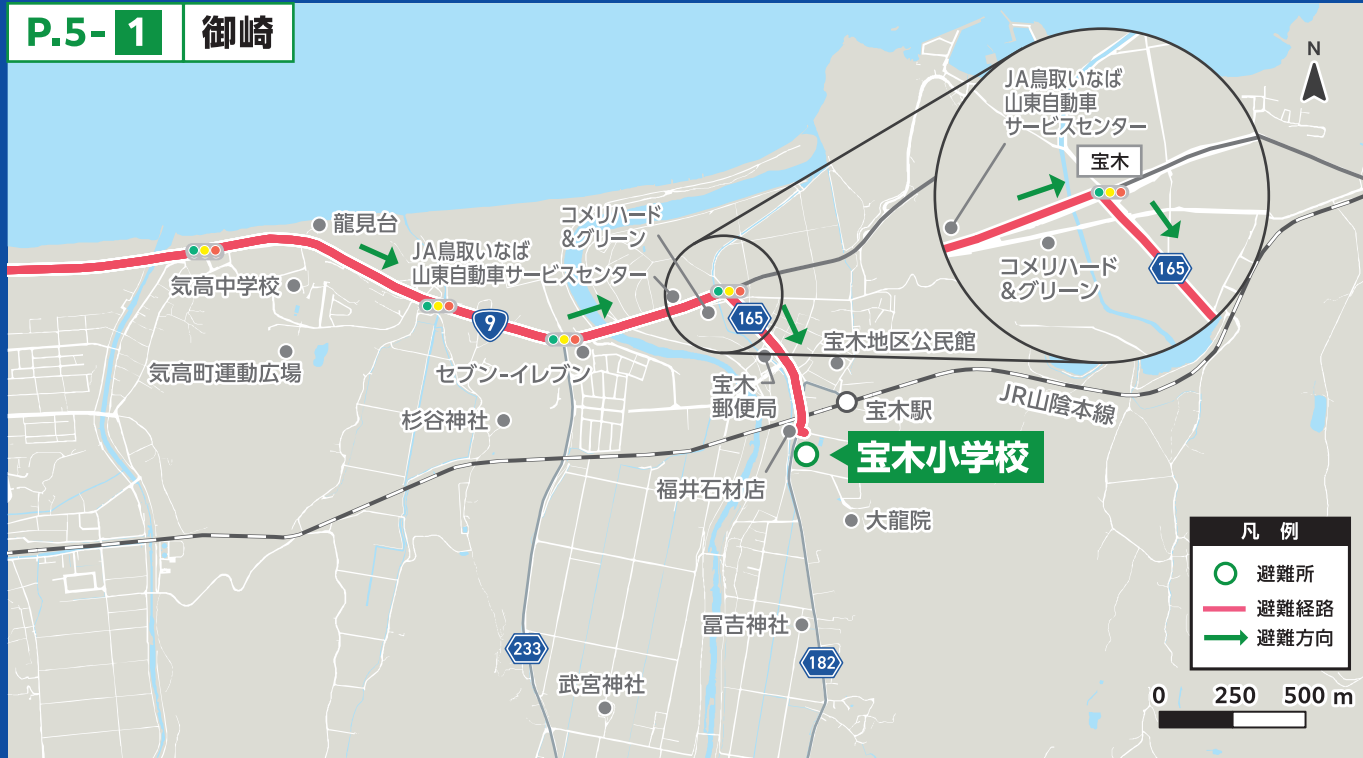 P.5-1 御崎
N
JA鳥取いなば
山東自動車
サービスセンター
宝木
コメリハード
&グリーン
165
龍見台
気高中学校
気高町運動広場
JA鳥取いなば
山東自動車サービスセンター
コメリハード
&グリーン
9
165
セブン-イレブン
宝木地区公民館
宝木
郵便局
宝木駅
JR山陰本線
杉谷神社
宝木小学校
福井石材店
大龍院
冨吉神社
233
182
武宮神社
凡 例
避難所
避難経路
避難方向
0 250 500 m